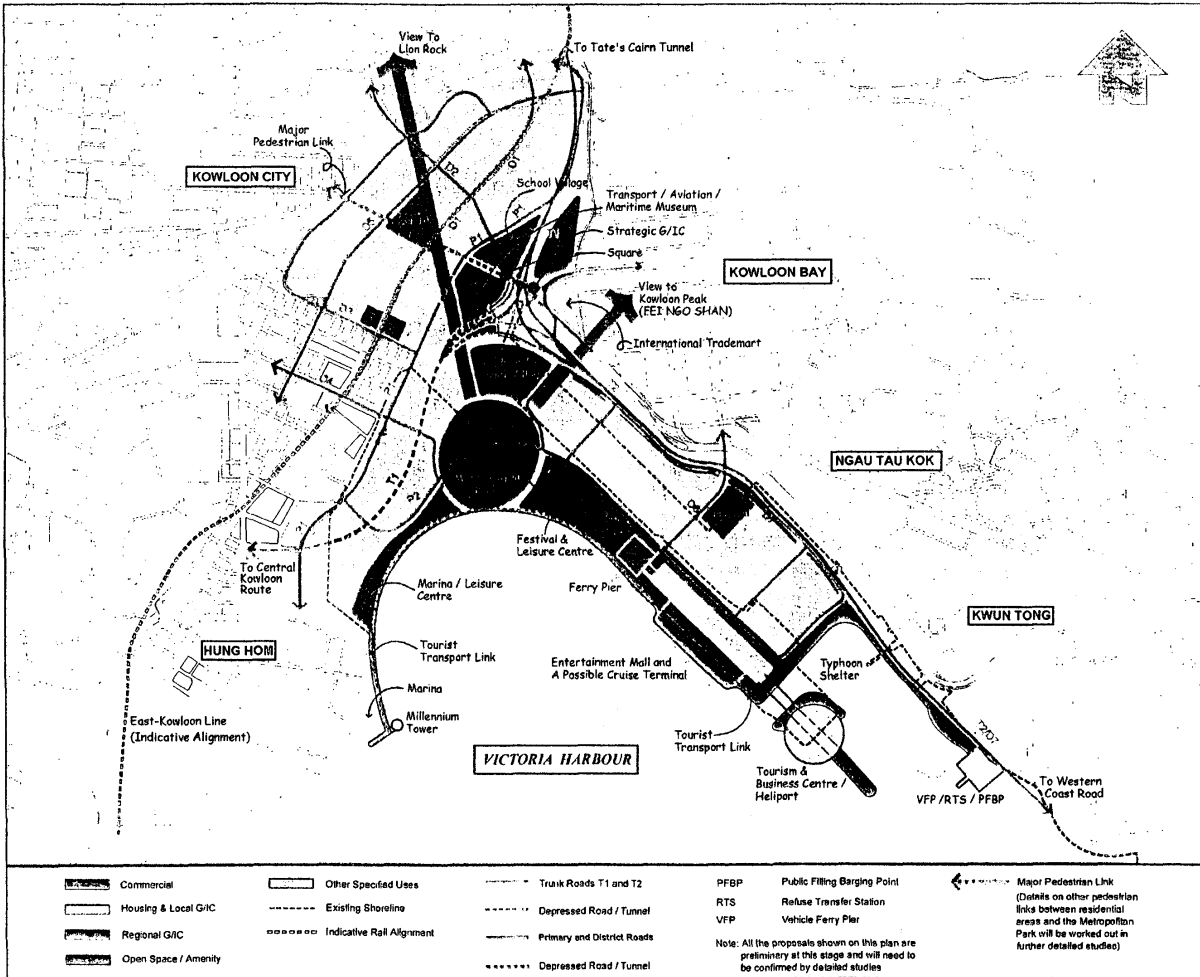 View To
Lion Rock
To Tate's Cairn Tunnel
N
Major
Pedestrian Link
KOWLOON CITY
D2
D1
School Village
P1
Transport / Aviation /
Maritime Museum
Strategic G/IC
Square
KOWLOON BAY
D1
P1
View to
Kowloon Peak
(FEI NGO SHAN)
International Trademart
NGAU TAU KOK
T1
P2
Festival &
Leisure Centre
To Central
Kowloon
Route
Marina / Leisure
Centre
Ferry Pier
KWUN TONG
HUNG HOM
Tourist
Transport Link
Entertainment Mall and
A Possible Cruise Terminal
Typhoon
Shelter
Marina
Millennium
Tower
East-Kowloon Line
(Indicative Alignment)
VICTORIA HARBOUR
Tourist
Transport Link
T2/D7
Tourism &
Business Centre /
Heliport
VFP /RTS / PFBP
To Western
Coast Road
Commercial
Housing & Local G/IC
Regional G/IC
Open Space / Amenity
Other Specified Uses
Existing Shoreline
Indicative Rail Alignment
Trunk Roads T1 and T2
Depressed Road / Tunnel
Primary and District Roads
Depressed Road / Tunnel
PFBP Public Filling Barging Point
RTS Refuse Transfer Station
VFP Vehicle Ferry Pier
Note: All the proposals shown on this plan are
preliminary at this stage and will need to
be confirmed by detailed studies
Major Pedestrian Link
(Details on other pedestrian
links between residential
areas and the Metropolitan
Park will be worked out in
further detailed studies)